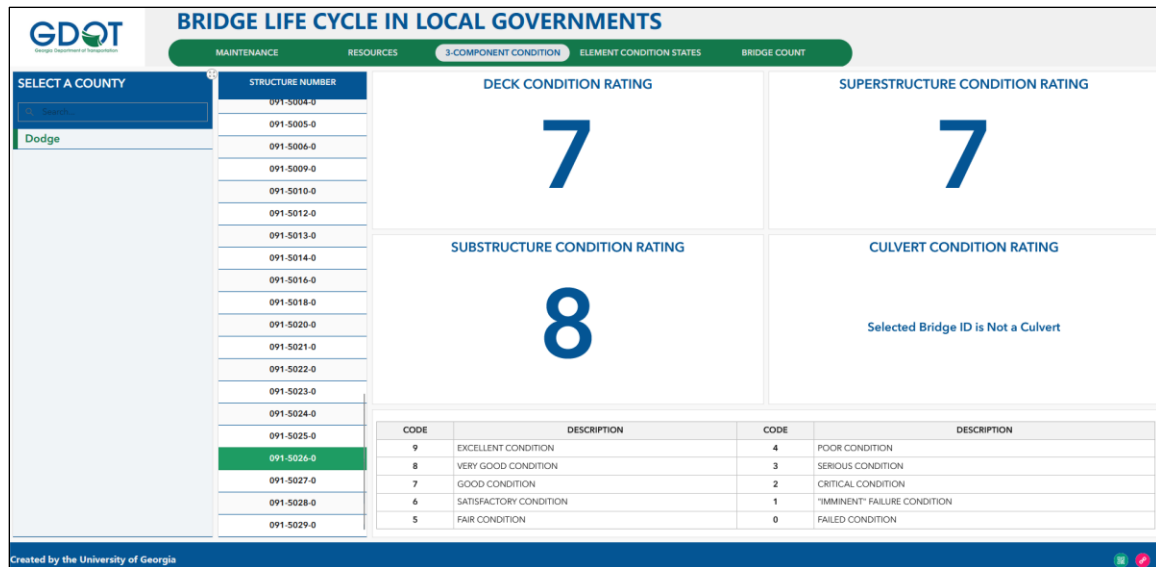 BRIDGE LIFE CYCLE IN LOCAL GOVERNMENTS
GDOT
Georgia Department of Transportation
MAINTENANCE RESOURCES 3-COMPONENT CONDITION ELEMENT CONDITION STATES BRIDGE COUNT
SELECT A COUNTY
Search...
Dodge
STRUCTURE NUMBER
091-5004-0
091-5005-0
091-5006-0
091-5009-0
091-5010-0
091-5012-0
091-5013-0
091-5014-0
091-5016-0
091-5018-0
091-5020-0
091-5021-0
091-5022-0
091-5023-0
091-5024-0
091-5025-0
091-5026-0
091-5027-0
091-5028-0
091-5029-0
DECK CONDITION RATING
7
SUPERSTRUCTURE CONDITION RATING
7
SUBSTRUCTURE CONDITION RATING
8
CULVERT CONDITION RATING
Selected Bridge ID is Not a Culvert
CODE DESCRIPTION CODE DESCRIPTION
9 EXCELLENT CONDITION 4 POOR CONDITION
8 VERY GOOD CONDITION 3 SERIOUS CONDITION
7 GOOD CONDITION 2 CRITICAL CONDITION
6 SATISFACTORY CONDITION 1 "IMMINENT" FAILURE CONDITION
5 FAIR CONDITION 0 FAILED CONDITION
Created by the University of Georgia